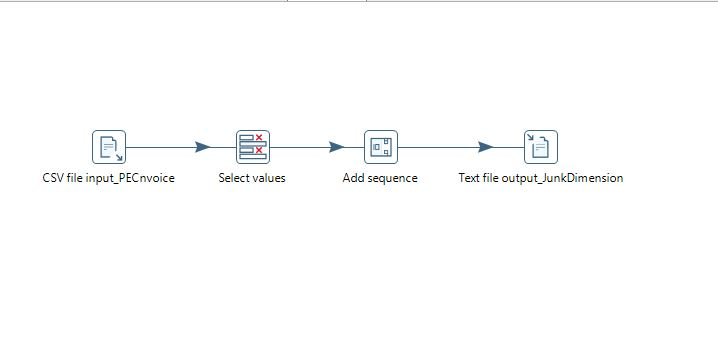 CSV file input_PECnvoice
Select values
Add sequence
Text file output_JunkDimension